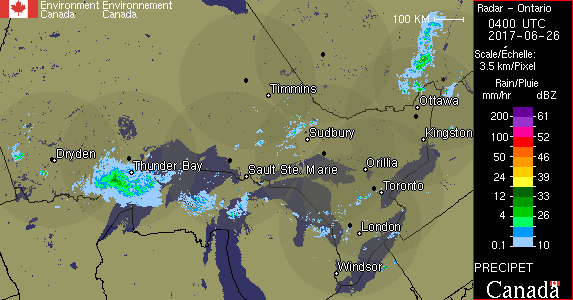 Environment Environnement
Canada Canada
100 KM
Timmins
Ottawa
Sudbury
Kingston
Dryden
Thunder Bay
Sault Ste. Marie
Orillia
Toronto
London
Windsor
Radar - Ontario
0400 UTC
2017-06-26
Scale/Échelle:
3.5 km/Pixel
Rain/Pluie
mm/hr dBZ
200 61
100 52
50 46
24 39
12 33
4 26
0.1 10
PRECIPET
Canada